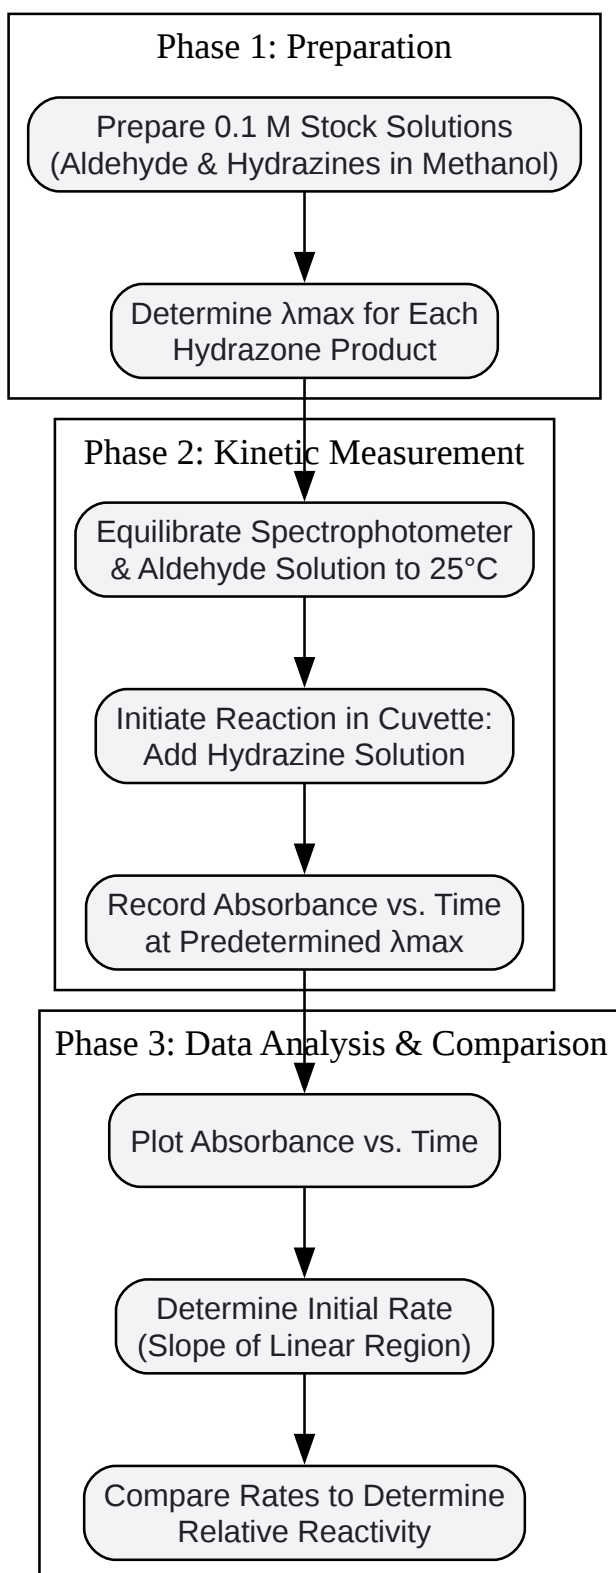 Phase 1: Preparation
Prepare 0.1 M Stock Solutions
(Aldehyde & Hydrazines in Methanol)
Determine λmax for Each
Hydrazone Product
Phase 2: Kinetic Measurement
Equilibrate Spectrophotometer
& Aldehyde Solution to 25°C
Initiate Reaction in Cuvette:
Add Hydrazine Solution
Record Absorbance vs. Time
at Predetermined λmax
Phase 3: Data Analysis & Comparison
Plot Absorbance vs. Time
Determine Initial Rate
(Slope of Linear Region)
Compare Rates to Determine
Relative Reactivity